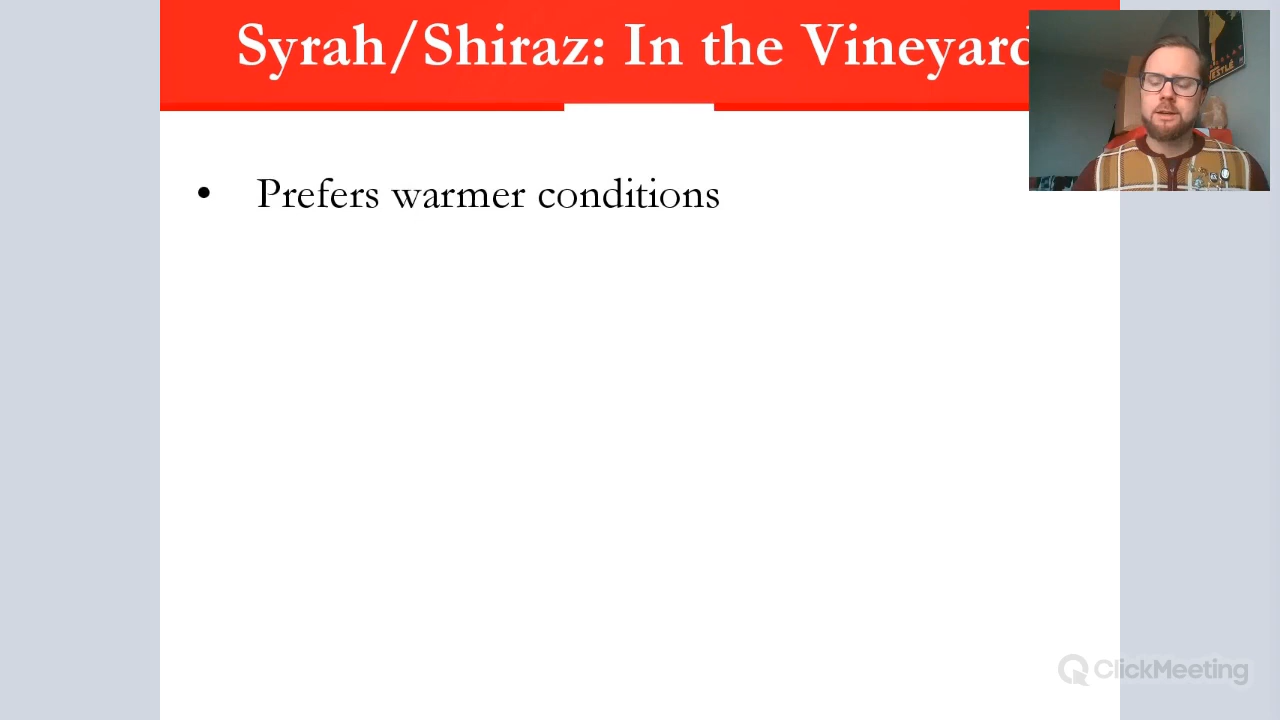 Syrah/Shiraz: In the Vineyard
• Prefers warmer conditions
ClickMeeting